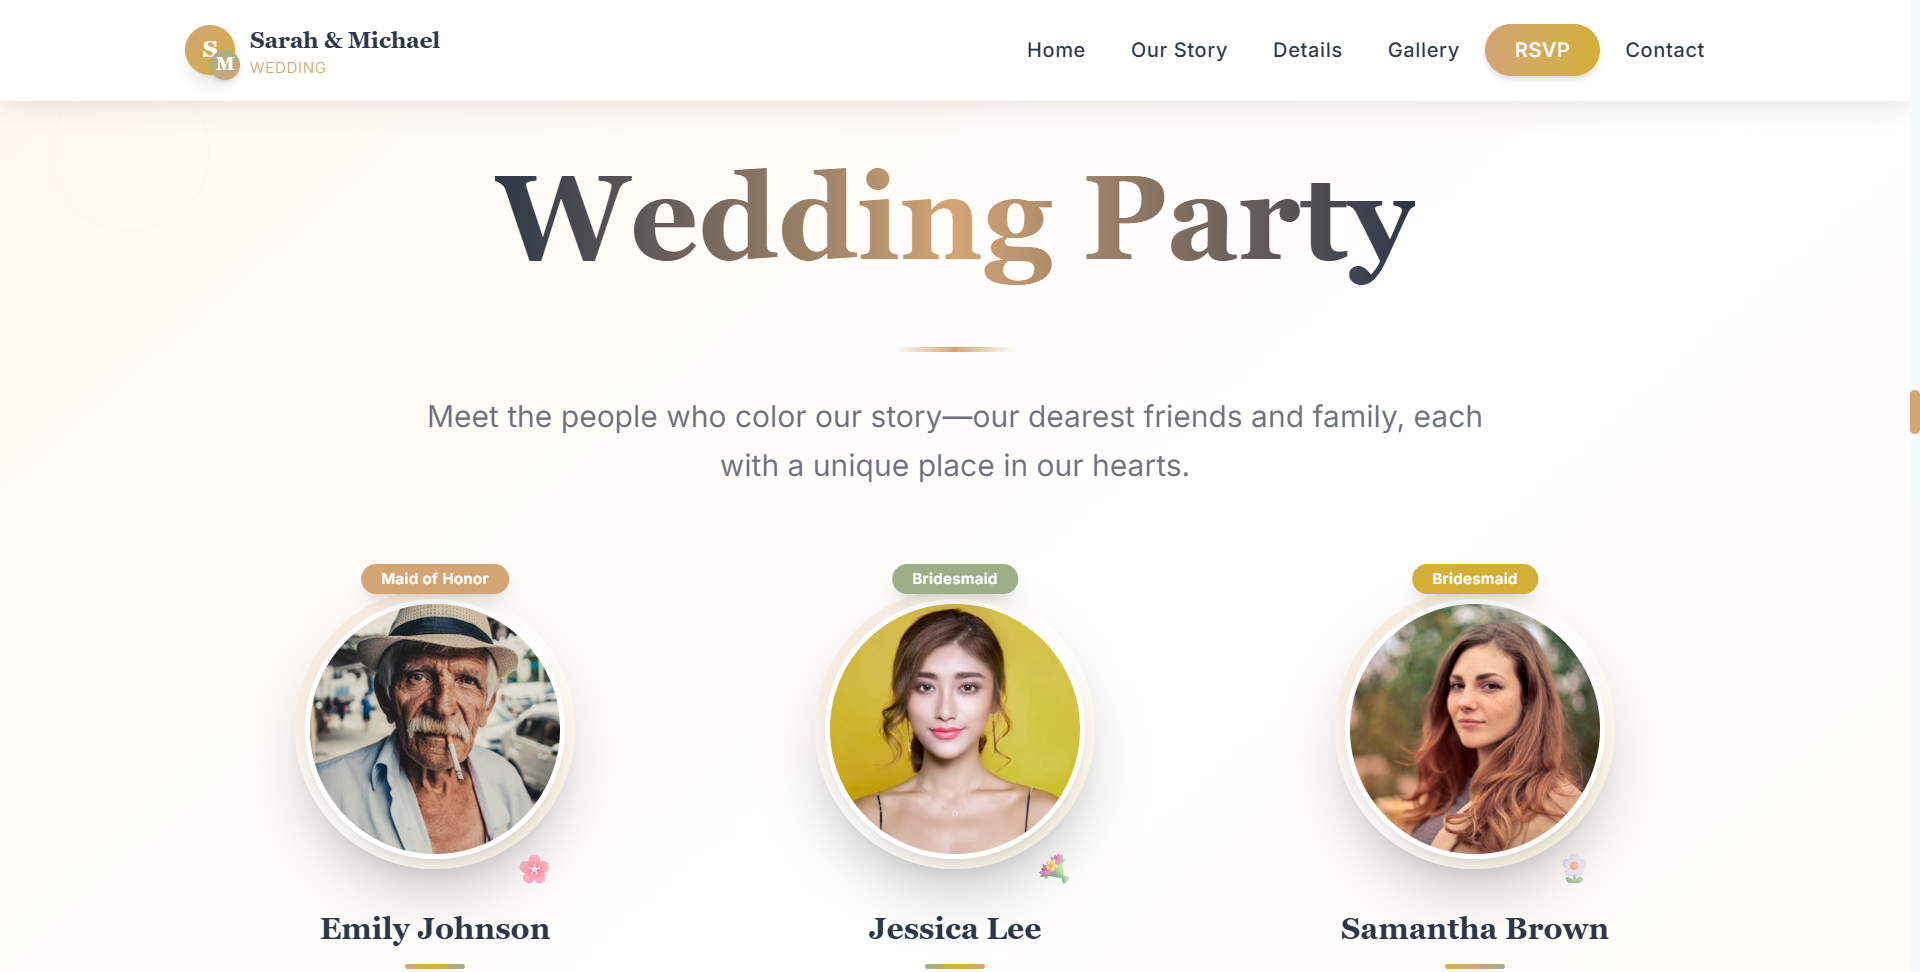 S
M
Sarah & Michael
WEDDING
Home
Our Story
Details
Gallery
RSVP
Contact
Wedding Party
Meet the people who color our story—our dearest friends and family, each
with a unique place in our hearts.
Maid of Honor
Bridesmaid
Bridesmaid
Emily Johnson
Jessica Lee
Samantha Brown